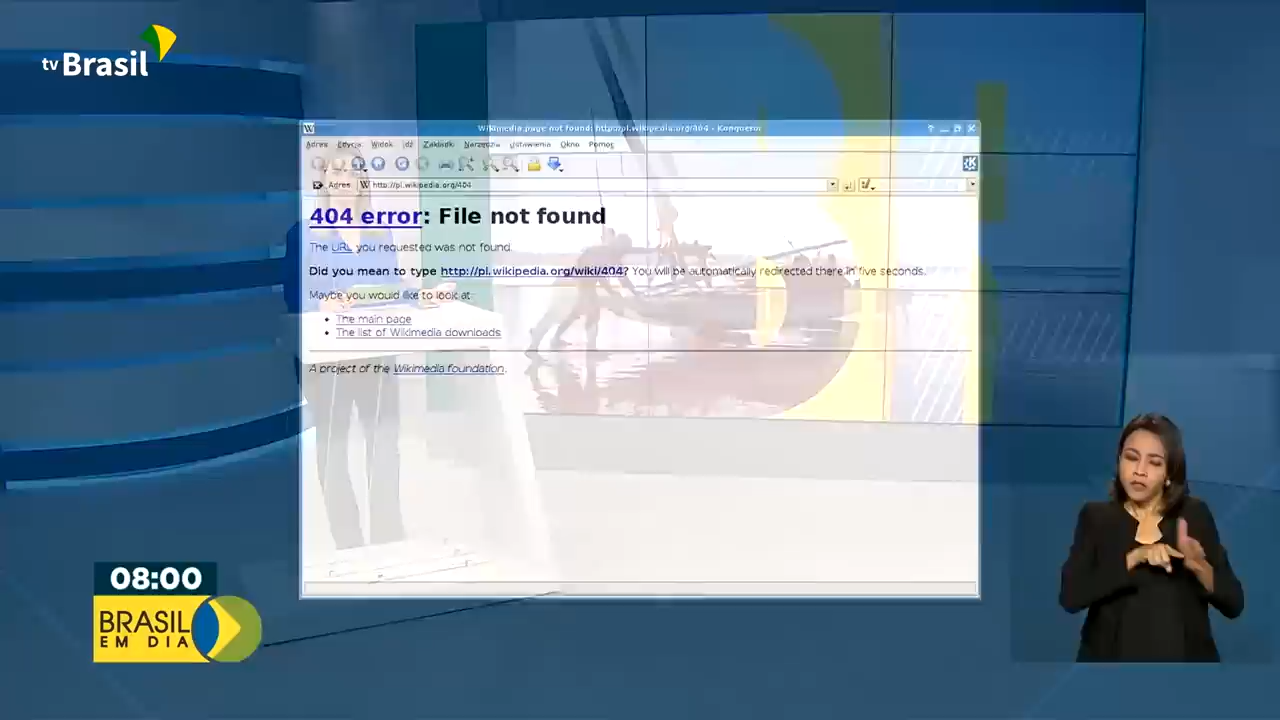 tv Brasil
Wikimedia page not found: http://pl.wikipedia.org/404 - Konqueror
Adres Edycja Widok Idź Zakładki Narzędzia Ustawienia Okno Pomoc
Adres: http://pl.wikipedia.org/404
404 error: File not found
The URL you requested was not found.
Did you mean to type http://pl.wikipedia.org/wiki/404? You will be automatically redirected there in five seconds.
Maybe you would like to look at:
• The main page
• The list of Wikimedia downloads
A project of the Wikimedia foundation.
08:00
BRASIL
EM DIA